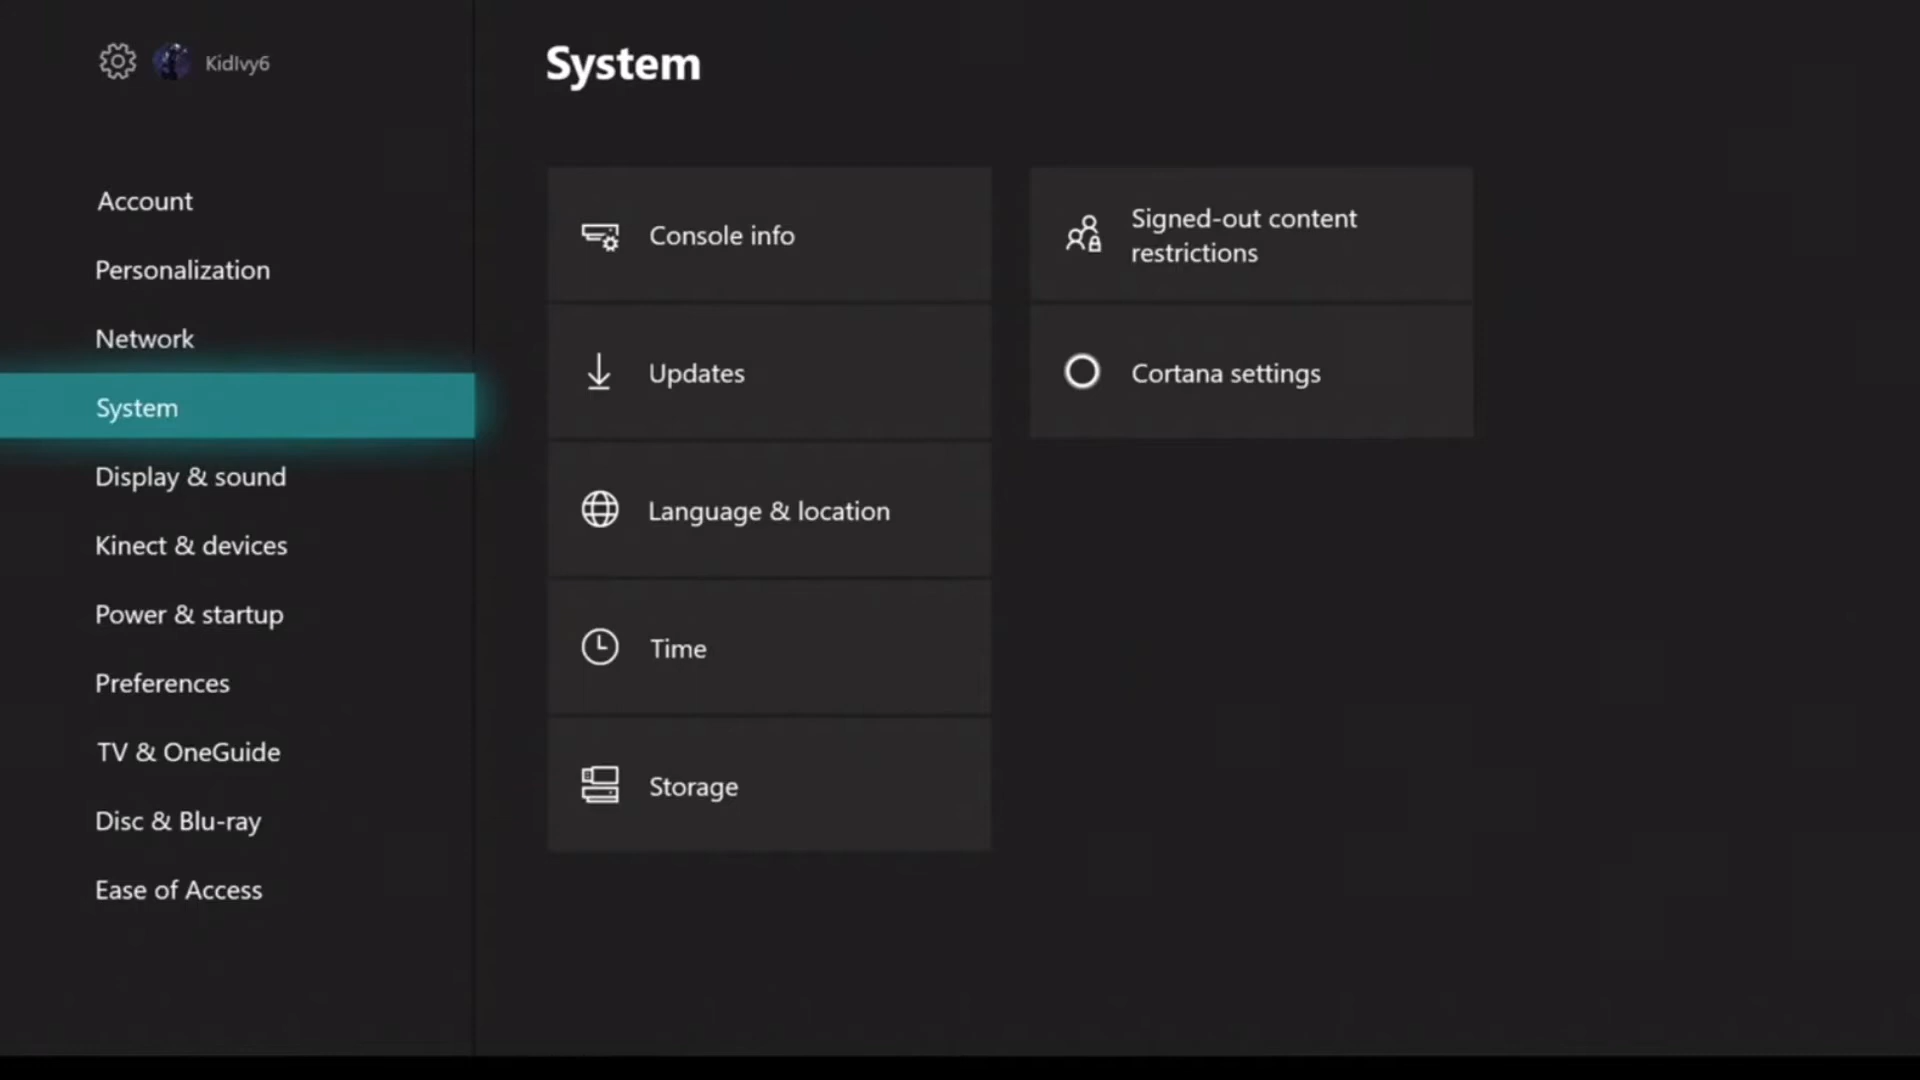 KidIvy6
System
Account
Personalization
Network
System
Display & sound
Kinect & devices
Power & startup
Preferences
TV & OneGuide
Disc & Blu-ray
Ease of Access
Console info
Updates
Language & location
Time
Storage
Signed-out content
restrictions
Cortana settings